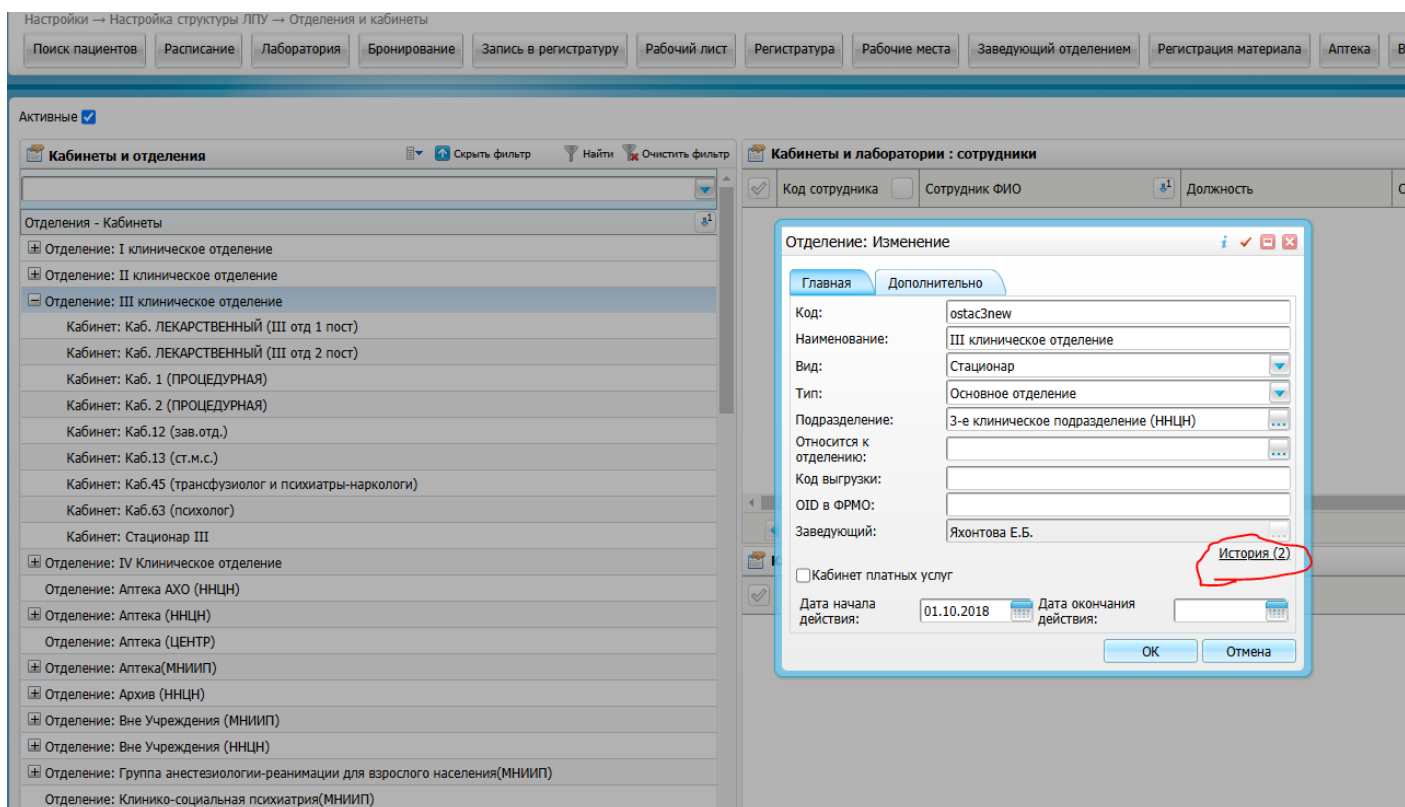 Настройки → Настройка структуры ЛПУ → Отделения и кабинеты
Поиск пациентов Расписание Лаборатория Бронирование Запись в регистратуру Рабочий лист Регистратура Рабочие места Заведующий отделением Регистрация материала Аптека В
Активные
Кабинеты и отделения Скрыть фильтр Найти Очистить фильтр
Отделения - Кабинеты 1
Отделение: I клиническое отделение
Отделение: II клиническое отделение
Отделение: III клиническое отделение
Кабинет: Каб. ЛЕКАРСТВЕННЫЙ (III отд 1 пост)
Кабинет: Каб. ЛЕКАРСТВЕННЫЙ (III отд 2 пост)
Кабинет: Каб. 1 (ПРОЦЕДУРНАЯ)
Кабинет: Каб. 2 (ПРОЦЕДУРНАЯ)
Кабинет: Каб.12 (зав.отд.)
Кабинет: Каб.13 (ст.м.с.)
Кабинет: Каб.45 (трансфузиолог и психиатры-наркологи)
Кабинет: Каб.63 (психолог)
Кабинет: Стационар III
Отделение: IV Клиническое отделение
Отделение: Аптека АХО (ННЦН)
Отделение: Аптека (ННЦН)
Отделение: Аптека (ЦЕНТР)
Отделение: Аптека(МНИИП)
Отделение: Архив (ННЦН)
Отделение: Вне Учреждения (МНИИП)
Отделение: Вне Учреждения (ННЦН)
Отделение: Группа анестезиологии-реанимации для взрослого населения(МНИИП)
Отделение: Клинико-социальная психиатрия(МНИИП)
Кабинеты и лаборатории : сотрудники
Код сотрудника Сотрудник ФИО 1 Должность С
Отделение: Изменение
Главная Дополнительно
Код: ostac3new
Наименование: III клиническое отделение
Вид: Стационар
Тип: Основное отделение
Подразделение: 3-е клиническое подразделение (ННЦН) ...
Относится к
отделению: ...
Код выгрузки:
OID в ФРМО:
Заведующий: Яхонтова Е.Б. ...
История (2)
Кабинет платных услуг
Дата начала
действия: 01.10.2018
Дата окончания
действия:
ОК Отмена